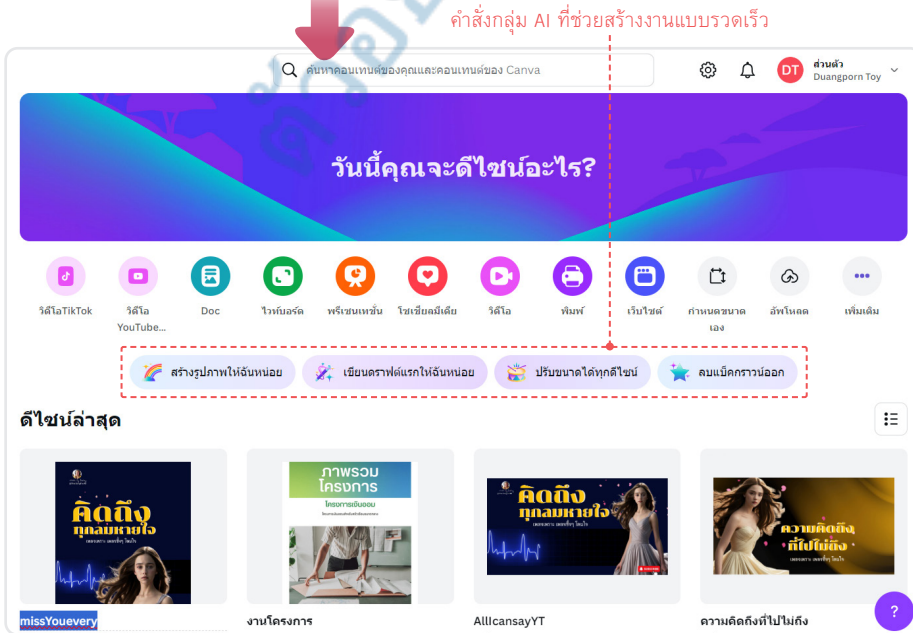 คำสั่งกลุ่ม AI ที่ช่วยสร้างงานแบบรวดเร็ว
ค้นหาคอนเทนต์ของคุณและคอนเทนต์ของ Canva
DT
ส่วนตัว
Duangporn Toy
วันนี้คุณจะดีไซน์อะไร?
วิดีโอTikTok
วิดีโอ
YouTube...
Doc
ไวท์บอร์ด
พรีเซนเทชั่น
โซเชียลมีเดีย
วิดีโอ
พิมพ์
เว็บไซต์
กำหนดขนาด
เอง
อัพโหลด
เพิ่มเติม
สร้างรูปภาพให้ฉันหน่อย
เขียนดราฟต์แรกให้ฉันหน่อย
ปรับขนาดได้ทุกดีไซน์
ลบแบ็คกราวน์ออก
ดีไซน์ล่าสุด
คิดถึง
ทุกลมหายใจ
ภาพรวม
โครงการ
โครงการเงินออม
คิดถึง
ทุกลมหายใจ
ความคิดถึง
ที่ไปไม่ถึง
missYouevery
งานโครงการ
AllIcansayYT
ความคิดถึงที่ไปไม่ถึง
?